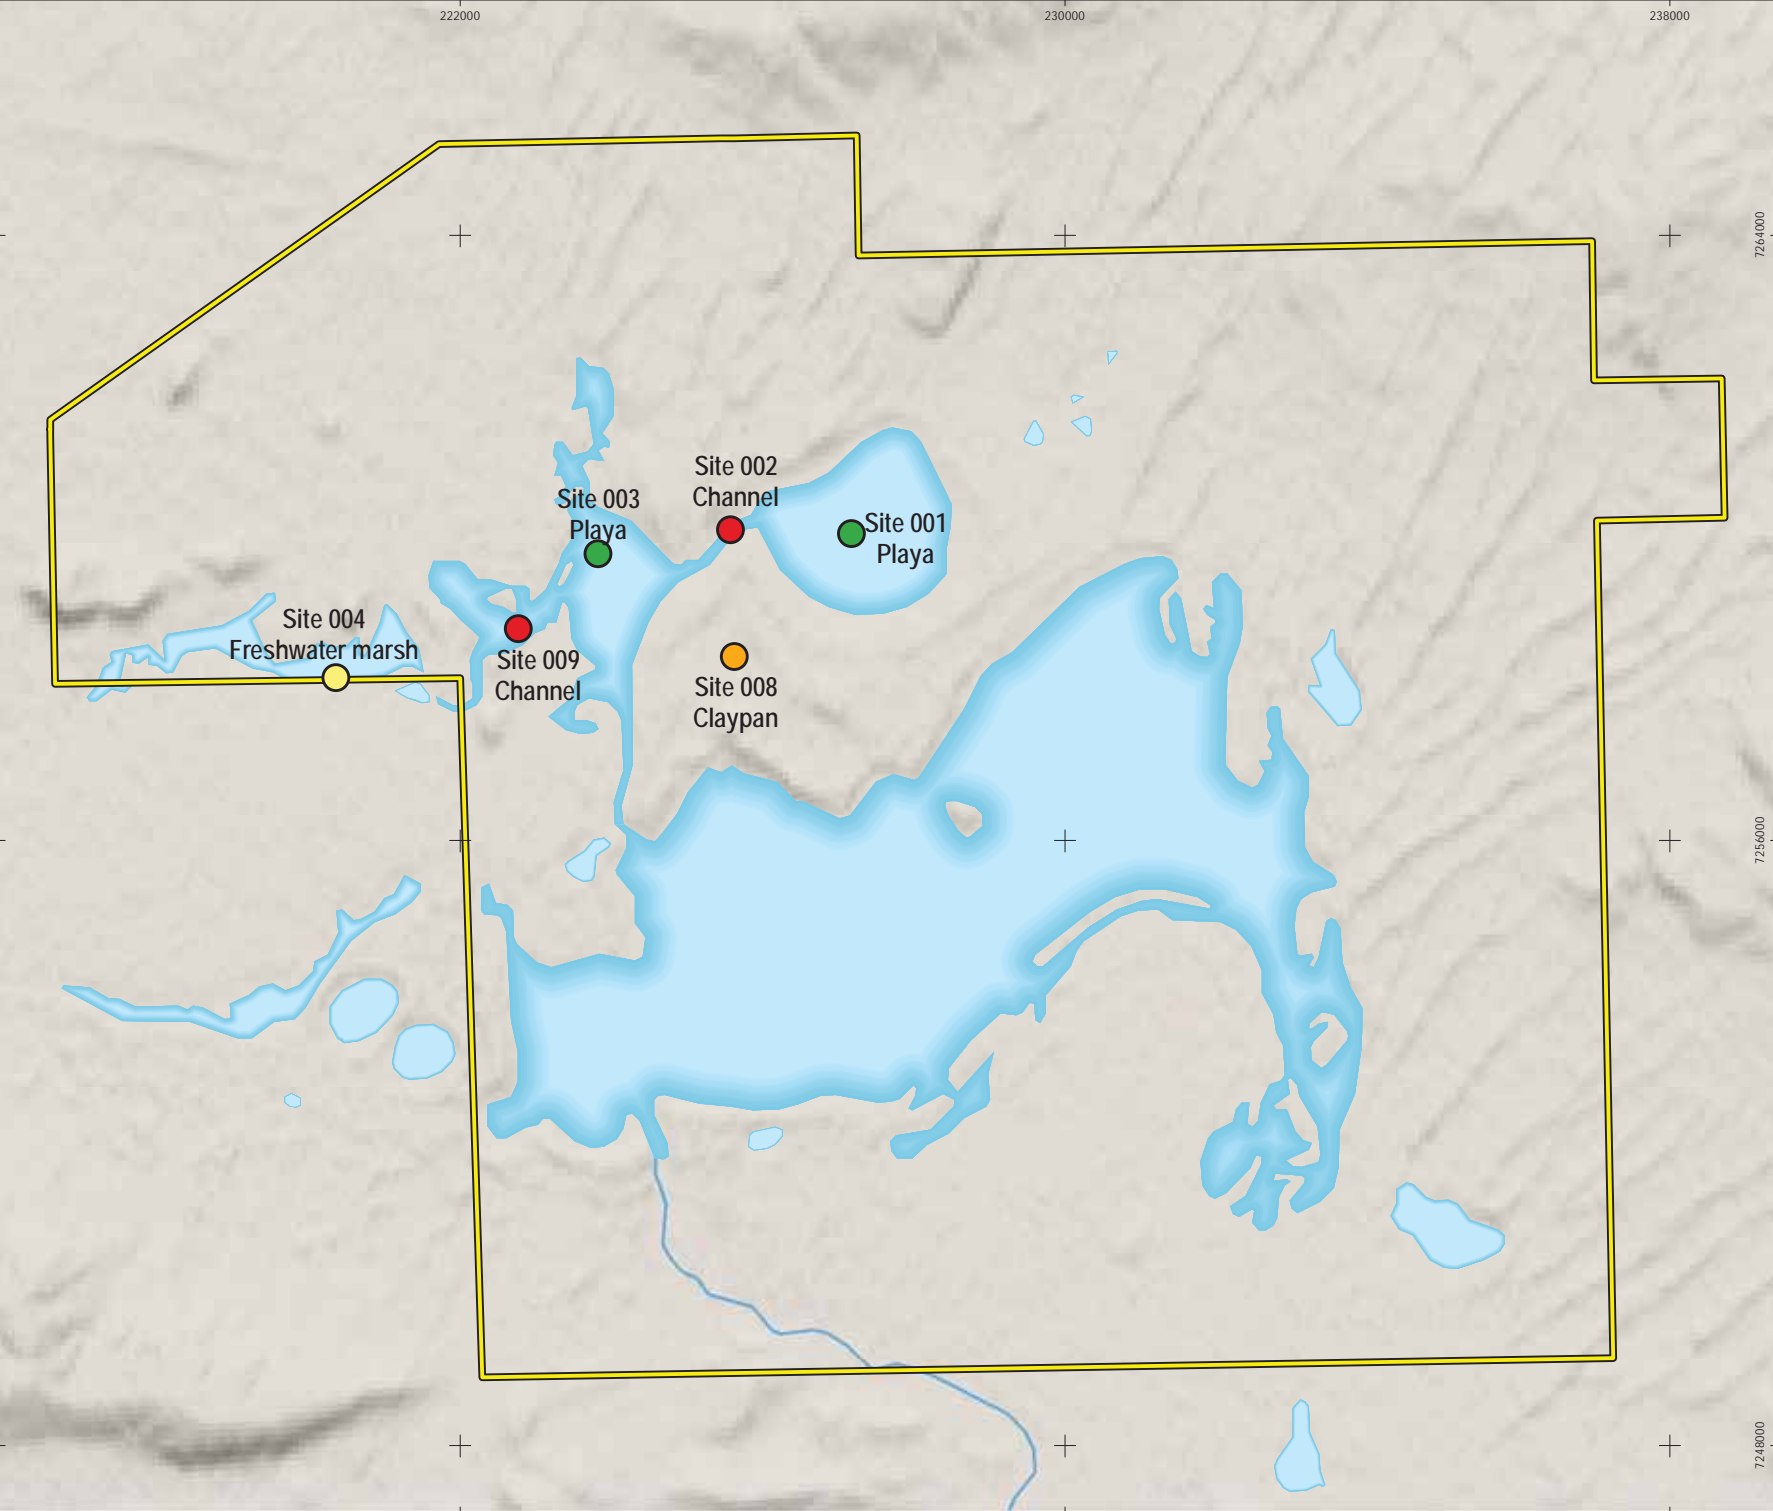 222000
230000
238000
7264000
Site 002
Channel
Site 003
Playa
Site 001
Playa
Site 004
Freshwater marsh
Site 009
Channel
Site 008
Claypan
7256000
7248000